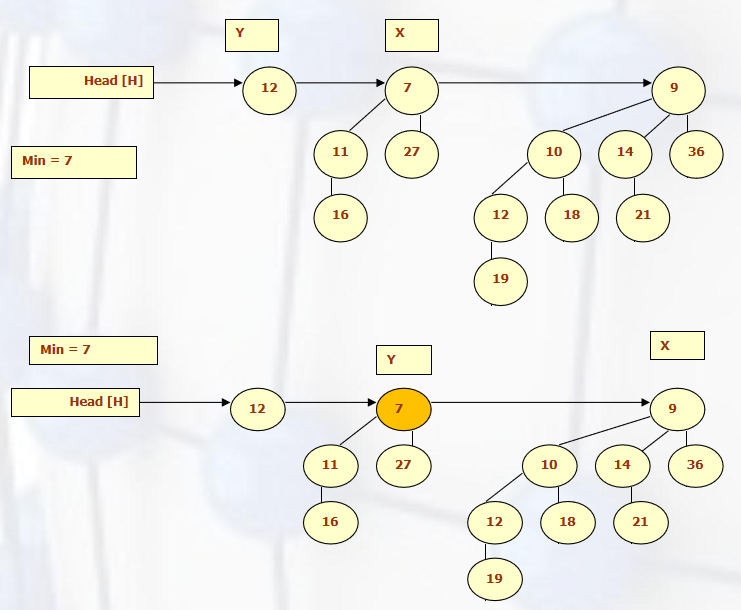 Y X
Head [H] 12 7 9
Min = 7 11 27 10 14 36
16 12 18 21
19
Min = 7 Y X
Head [H] 12 7 9
11 27 10 14 36
16 12 18 21
19